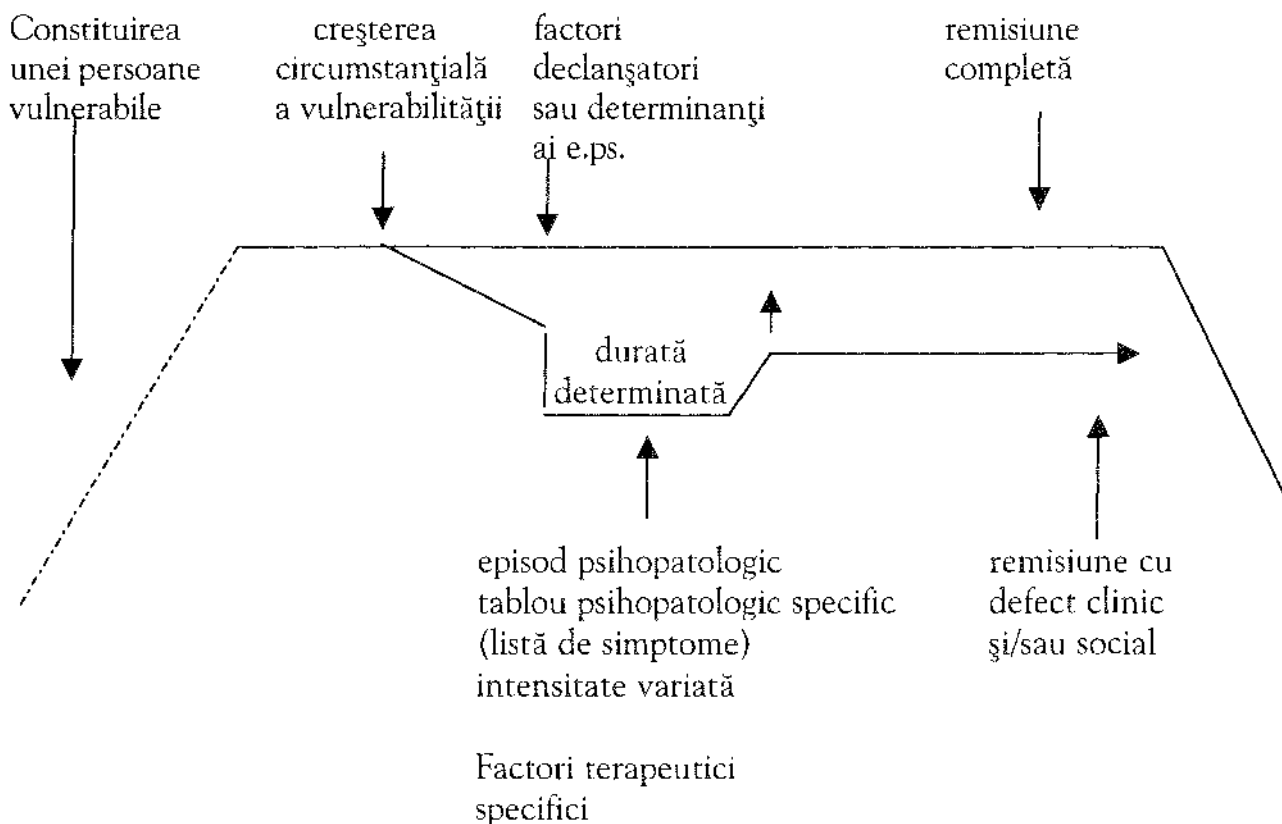 Constituirea
unei persoane
vulnerabile
creşterea
circumstanţială
a vulnerabilităţii
factori
declanşatori
sau determinanţi
ai e.ps.
remisiune
completă
durată
determinată
episod psihopatologic
tablou psihopatologic specific
(listă de simptome)
intensitate variată
remisiune cu
defect clinic
şi/sau social
Factori terapeutici
specifici